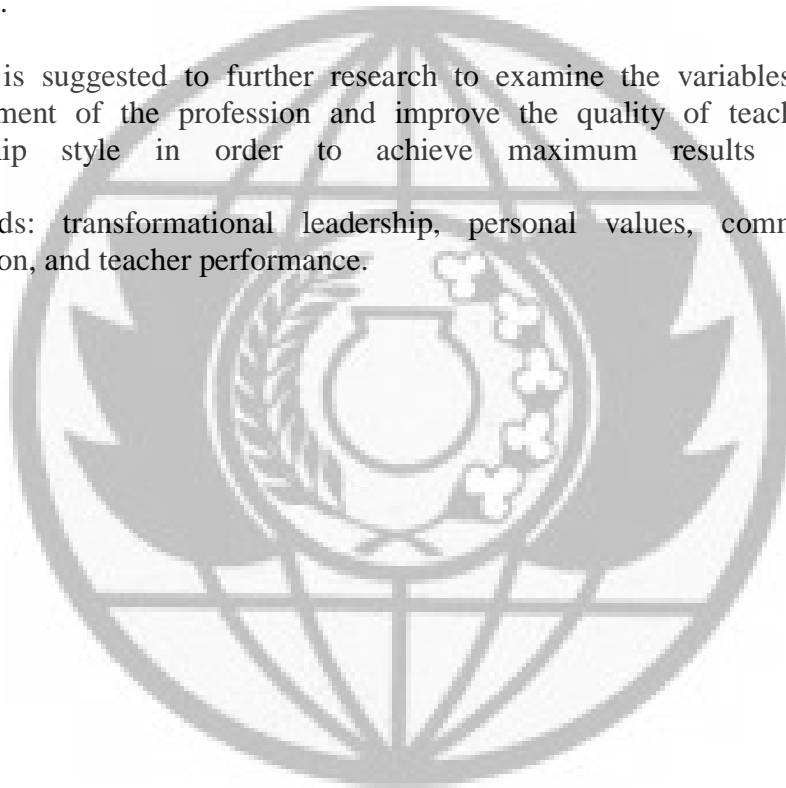 .
is suggested to further research to examine the variables
ment of the profession and improve the quality of teach
ip style in order to achieve maximum results
ds: transformational leadership, personal values, comm
on, and teacher performance.